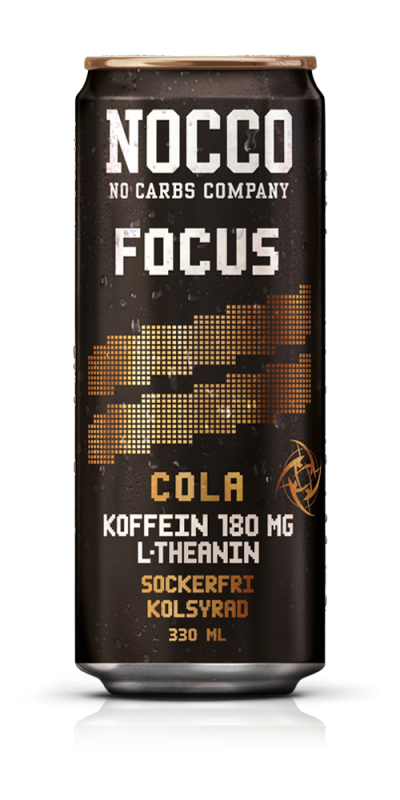 NOCCO
NO CARBS COMPANY
FOCUS
COLA
KOFFEIN 180 MG
L-THEANIN
SOCKERFRI
KOLSYRAD
330 ML